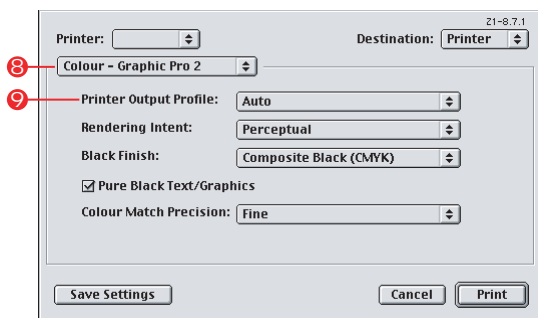 Z1-8.7.1
Printer: Destination: Printer
8 Colour - Graphic Pro 2
9 Printer Output Profile: Auto
Rendering Intent: Perceptual
Black Finish: Composite Black (CMYK)
Pure Black Text/Graphics
Colour Match Precision: Fine
Save Settings Cancel Print